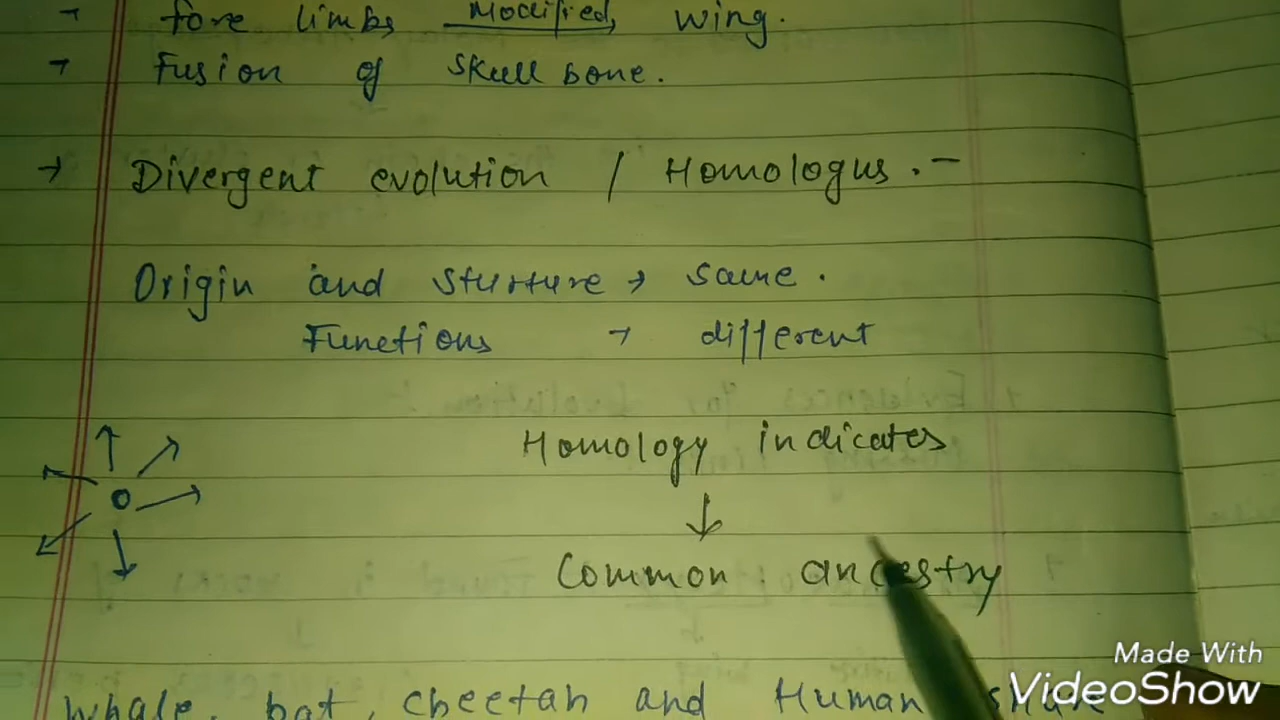 → fore limbs modified, wing.
→ Fusion of skull bone.
→ Divergent evolution / Homologus. -
Origin and sturture → same.
Functions → different
Homology indicates
↓
Common ancestry
whale, bat, cheetah and Human share
Made With
VideoShow